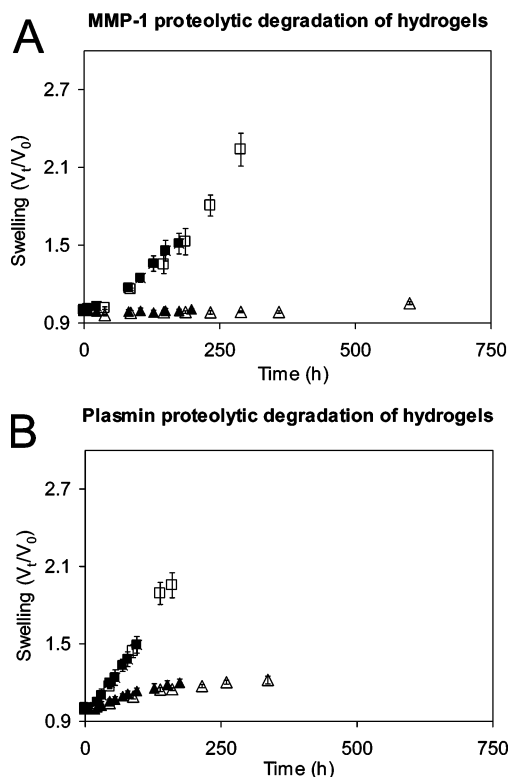 A
MMP-1 proteolytic degradation of hydrogels
Swelling (Vt/V0)
2.7
2.1
1.5
0.9
0
250
500
750
Time (h)
B
Plasmin proteolytic degradation of hydrogels
Swelling (Vt/V0)
2.7
2.1
1.5
0.9
0
250
500
750
Time (h)